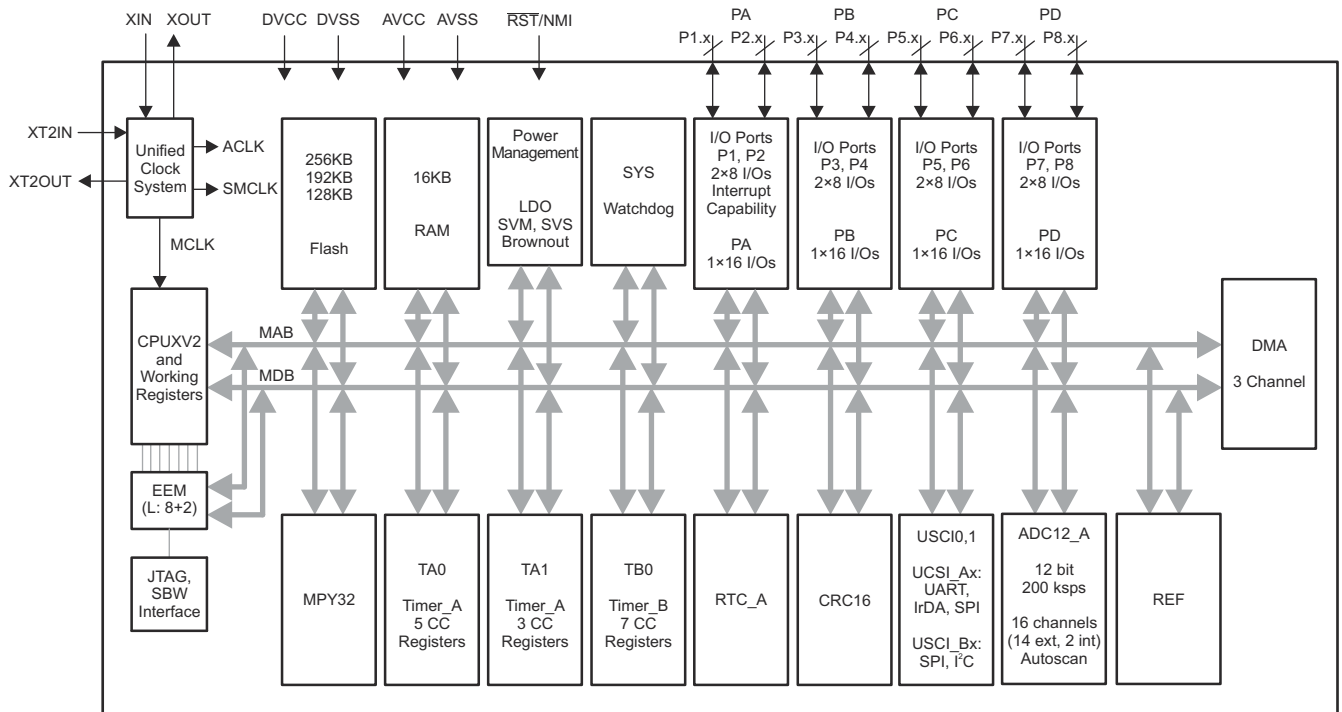 XIN XOUT DVCC DVSS AVCC AVSS RST/NMI PA PB PC PD
P1.x P2.x P3.x P4.x P5.x P6.x P7.x P8.x
XT2IN
XT2OUT
Unified
Clock
System
ACLK
SMCLK
MCLK
256KB
192KB
128KB
Flash
16KB
RAM
Power
Management
LDO
SVM, SVS
Brownout
SYS
Watchdog
I/O Ports
P1, P2
2×8 I/Os
Interrupt
Capability
PA
1×16 I/Os
I/O Ports
P3, P4
2×8 I/Os
PB
1×16 I/Os
I/O Ports
P5, P6
2×8 I/Os
PC
1×16 I/Os
I/O Ports
P7, P8
2×8 I/Os
PD
1×16 I/Os
CPUXV2
and
Working
Registers
MAB
MDB
DMA
3 Channel
EEM
(L: 8+2)
JTAG,
SBW
Interface
MPY32
TA0
Timer_A
5 CC
Registers
TA1
Timer_A
3 CC
Registers
TB0
Timer_B
7 CC
Registers
RTC_A
CRC16
USCI0,1
UCSI_Ax:
UART,
IrDA, SPI
USCI_Bx:
SPI, I²C
ADC12_A
12 bit
200 ksps
16 channels
(14 ext, 2 int)
Autoscan
REF